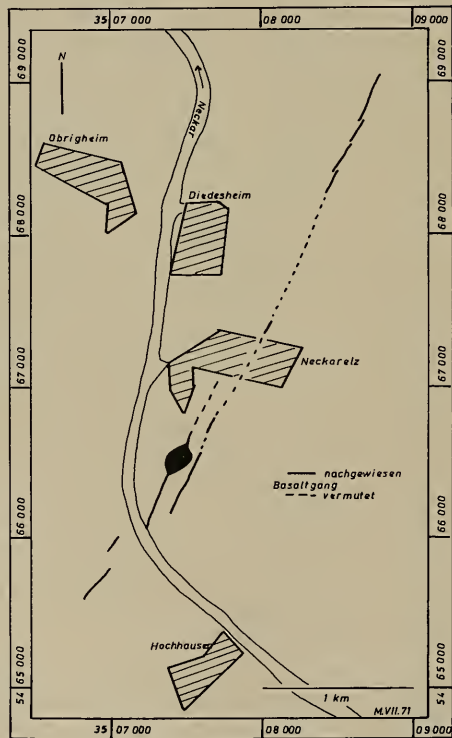 35 07 000
08 000
09 000
69 000
N
Neckar
Obrigheim
Diedesheim
68 000
68 000
67 000
Neckarelz
67 000
nachgewiesen
Basaltgang
vermutet
66 000
66 000
Hochhausen
54 65 000
54 65 000
1 km
M.VII.71
35 07 000
08 000
09 000
69 000